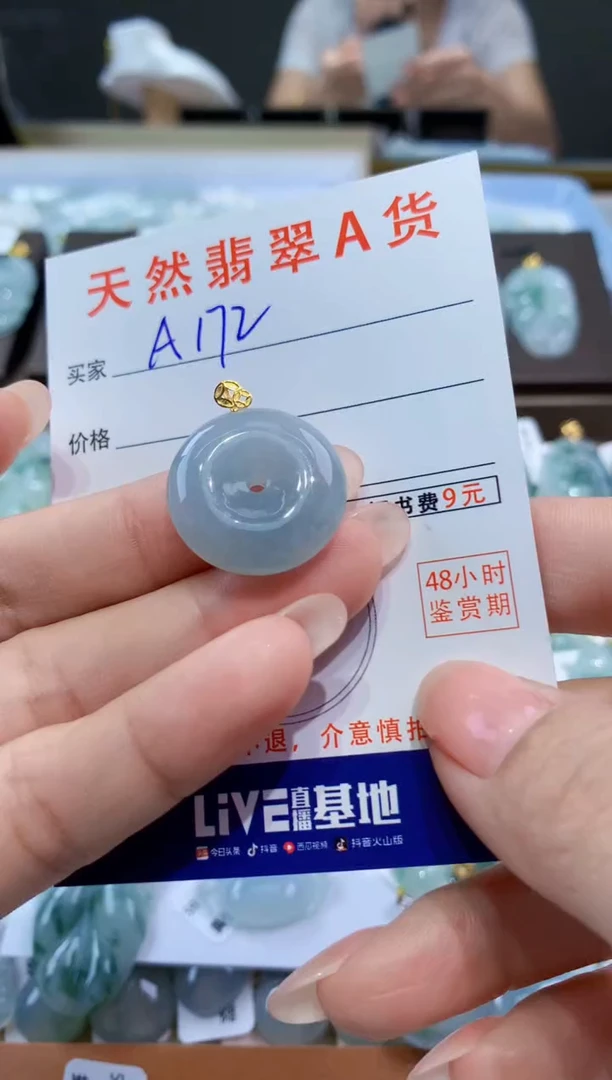 天然翡翠A货
买家 A172
价格
书费9元
48小时
鉴赏期
不退，介意慎拍
LiVE直播基地
今日头条 抖音 西瓜视频 抖音火山版